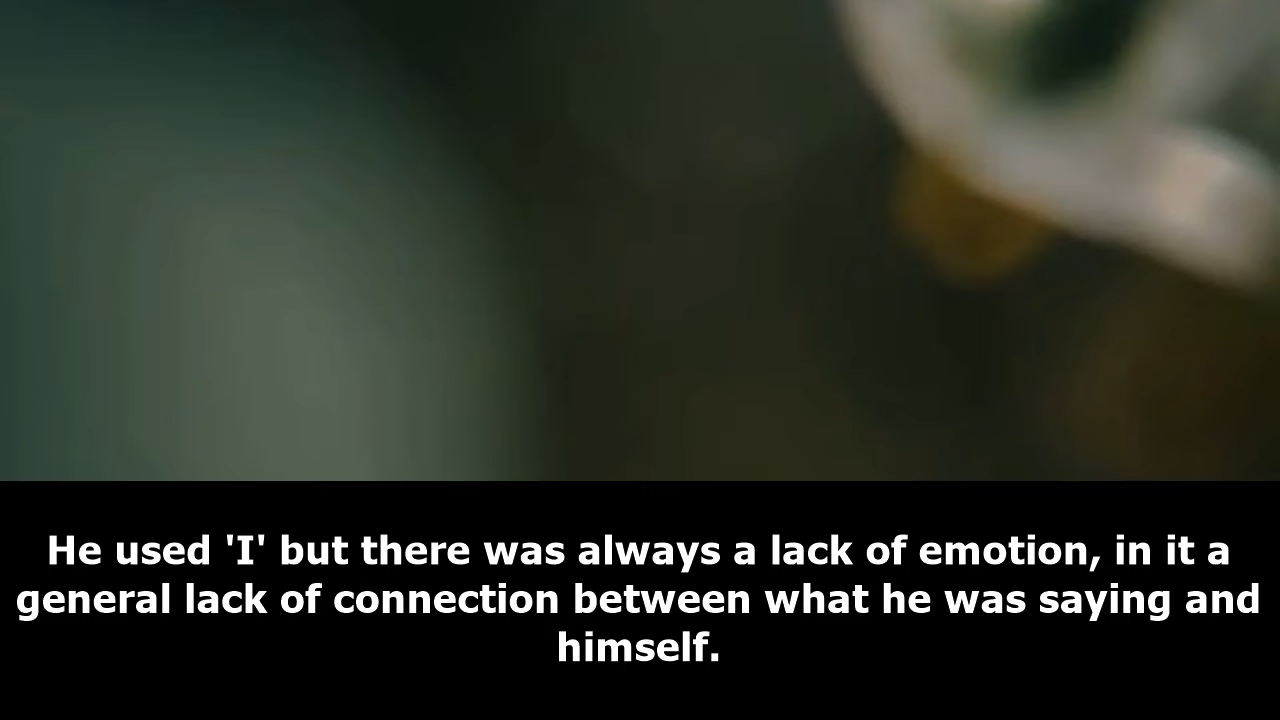 He used 'I' but there was always a lack of emotion, in it a
general lack of connection between what he was saying and
himself.